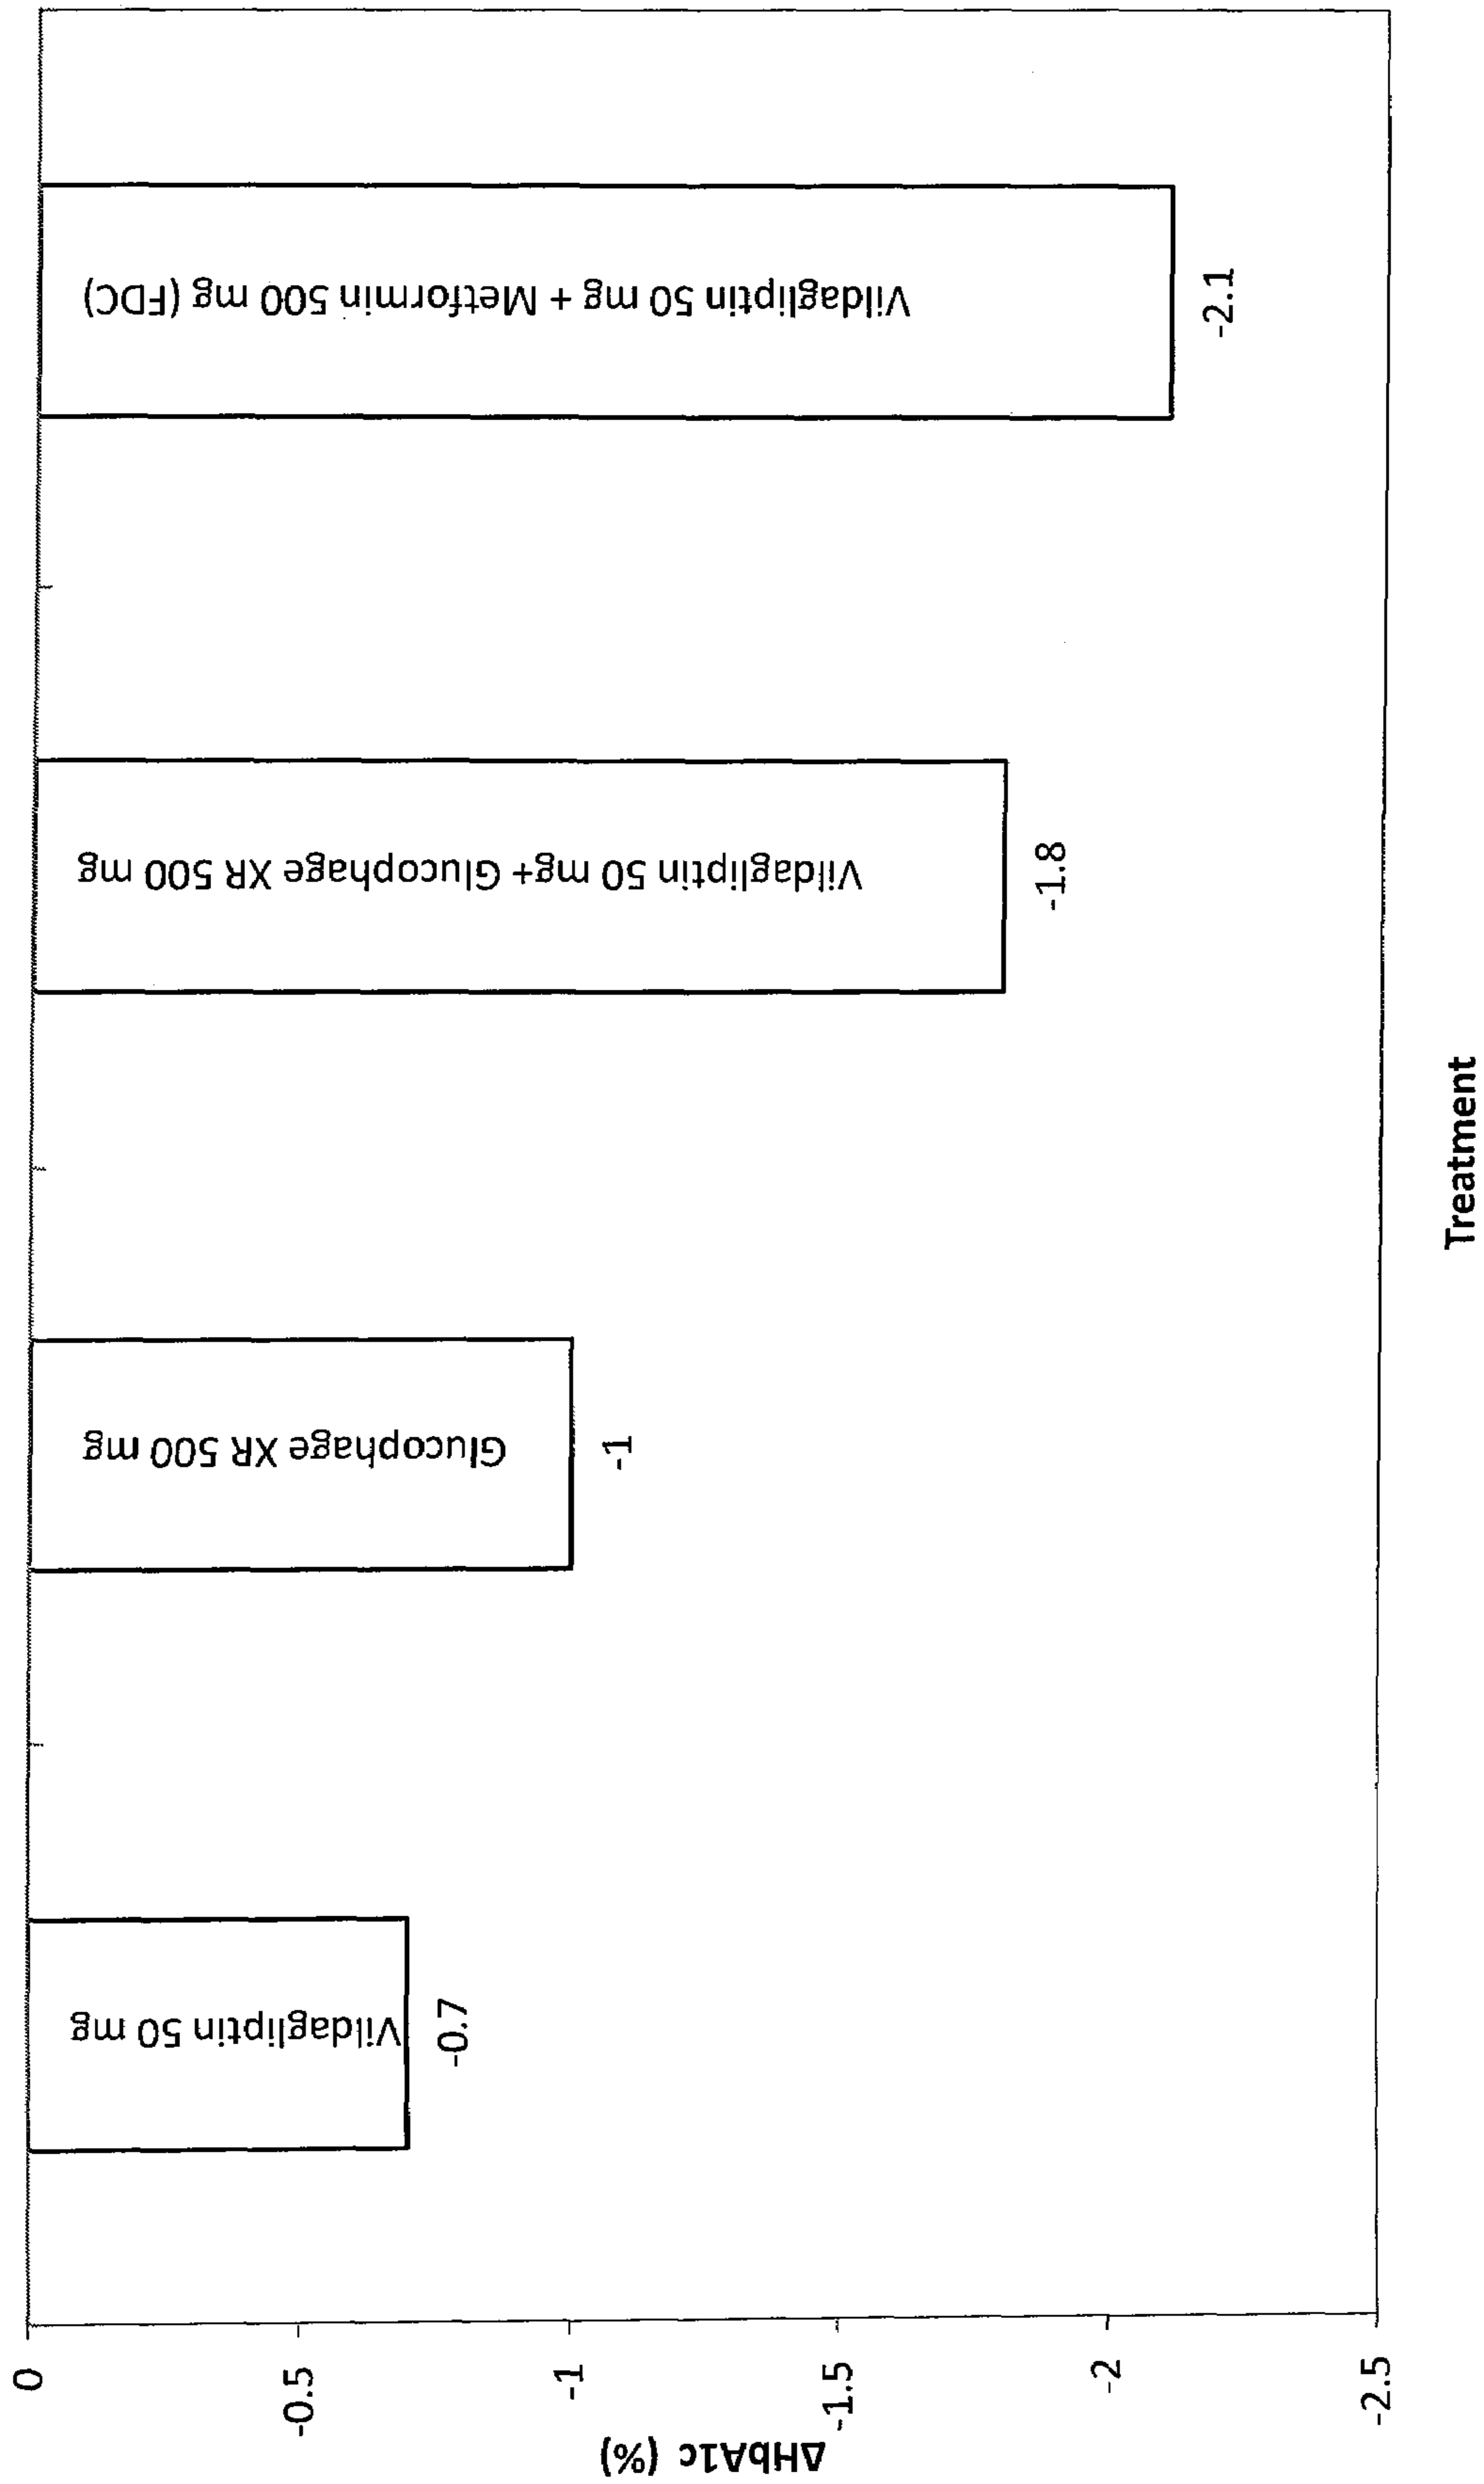 ΔHbA1c (%)
0
-0.5
-1
-1.5
-2
-2.5
Vildagliptin 50 mg
-0.7
Glucophage XR 500 mg
-1
Vildagliptin 50 mg+ Glucophage XR 500 mg
-1.8
Vildagliptin 50 mg + Metformin 500 mg (FDC)
-2.1
Treatment